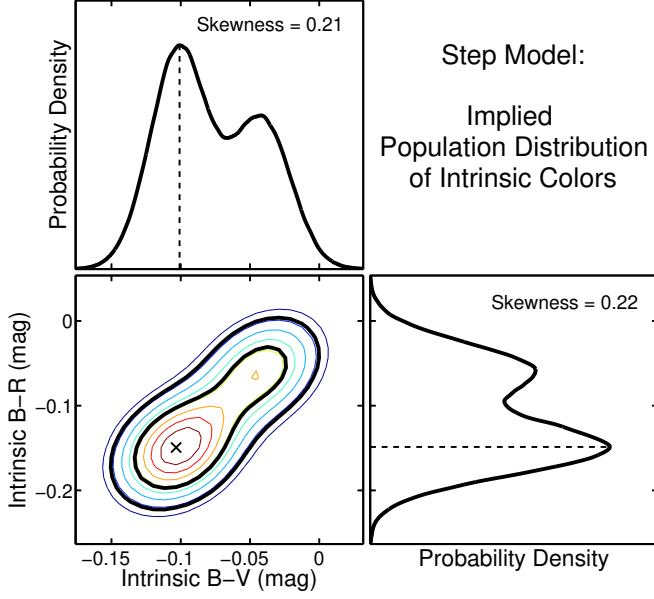 Skewness = 0.21
Probability Density
Step Model:
Implied
Population Distribution
of Intrinsic Colors
Intrinsic B−R (mag)
0
−0.1
−0.2
−0.15
−0.1
−0.05
0
Intrinsic B−V (mag)
Skewness = 0.22
Probability Density